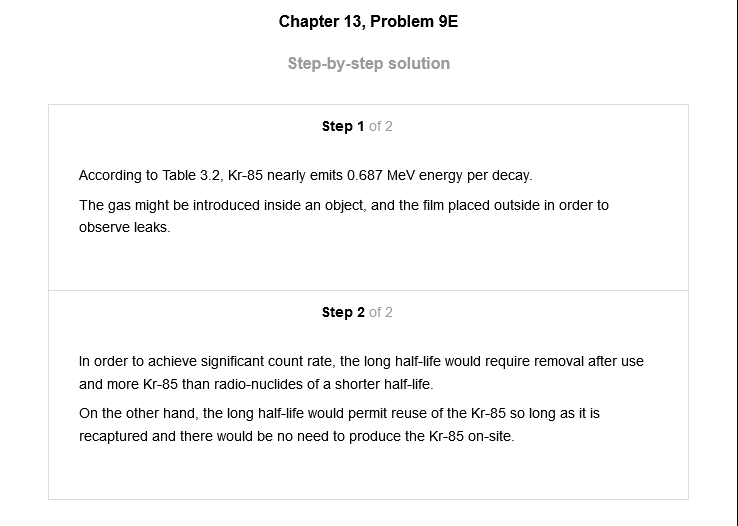 Chapter 13, Problem 9E
Step-by-step solution
Step 1 of 2
According to Table 3.2, Kr-85 nearly emits 0.687 MeV energy per decay.
The gas might be introduced inside an object, and the film placed outside in order to
observe leaks.
Step 2 of 2
In order to achieve significant count rate, the long half-life would require removal after use
and more Kr-85 than radio-nuclides of a shorter half-life.
On the other hand, the long half-life would permit reuse of the Kr-85 so long as it is
recaptured and there would be no need to produce the Kr-85 on-site.